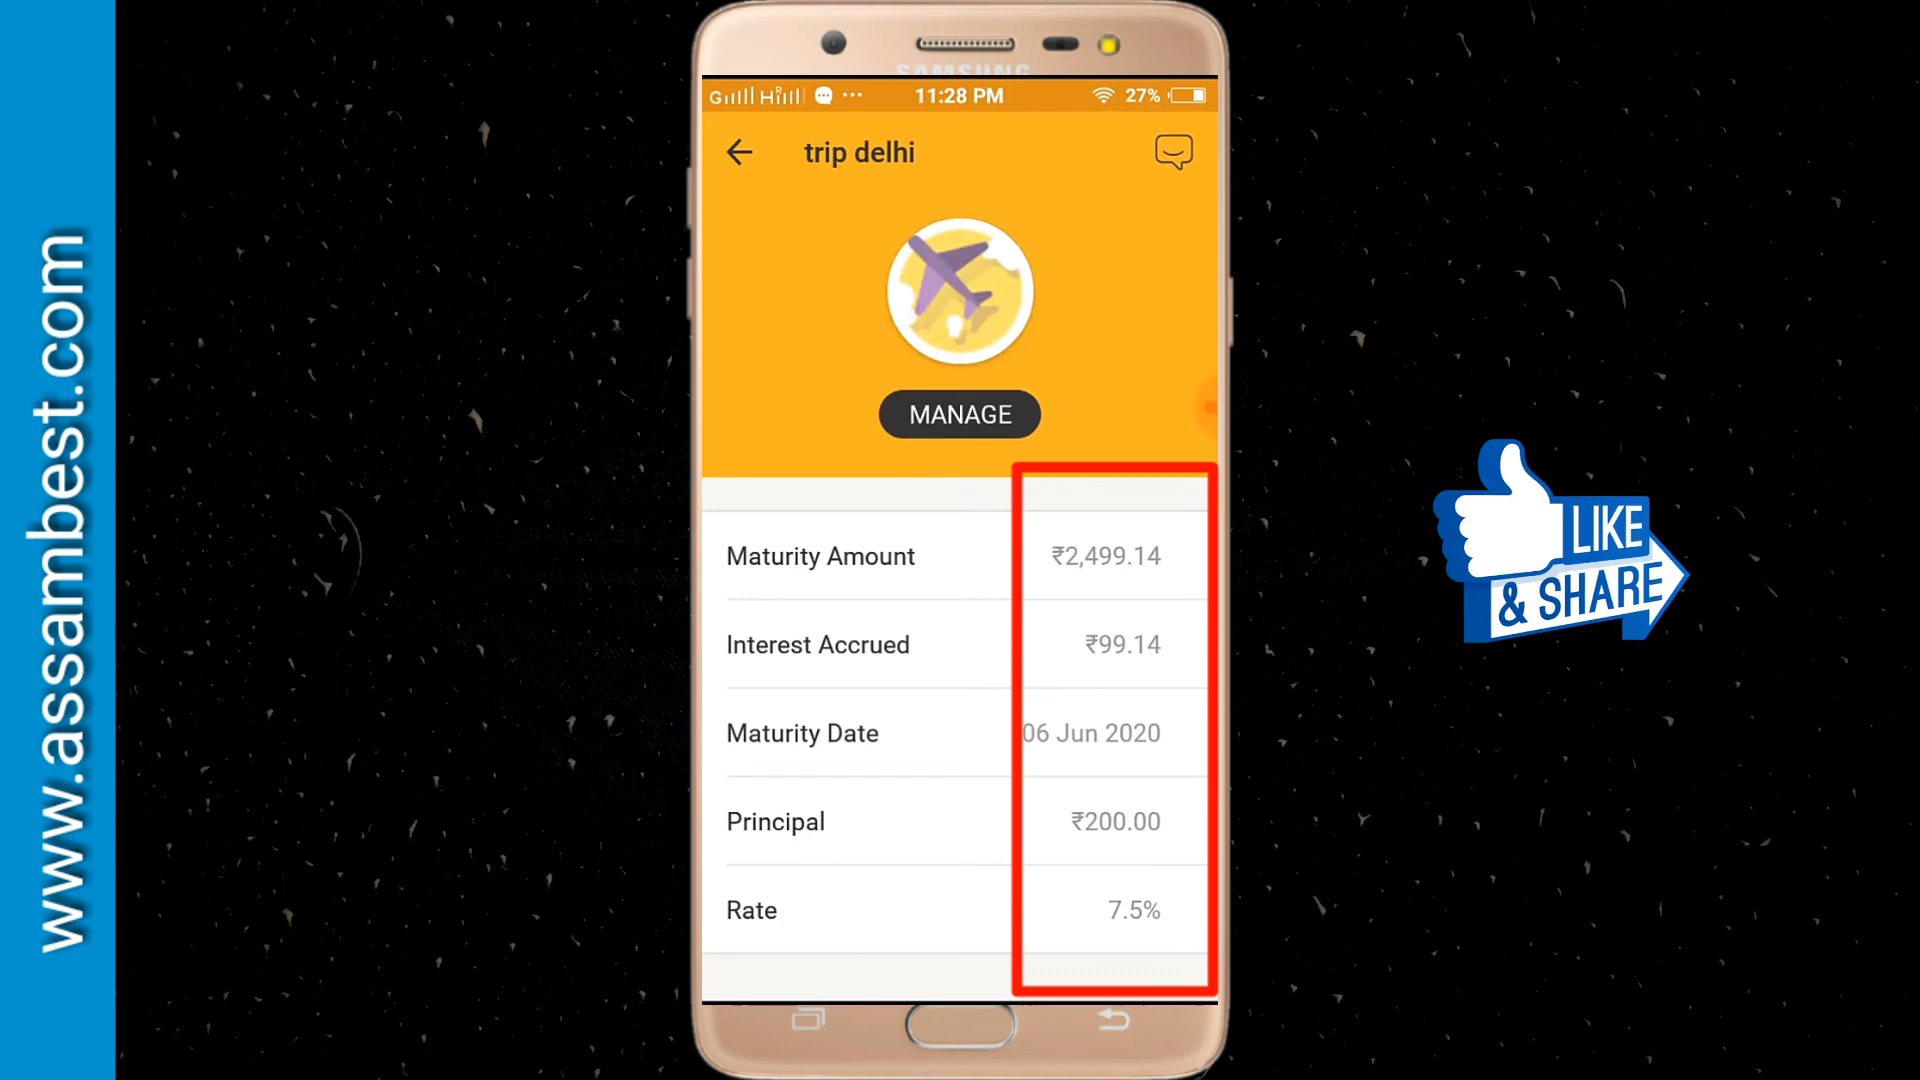 www.assambest.com
SAMSUNG
11:28 PM
27%
trip delhi
MANAGE
Maturity Amount ₹2,499.14
Interest Accrued ₹99.14
Maturity Date 06 Jun 2020
Principal ₹200.00
Rate 7.5%
LIKE
& SHARE